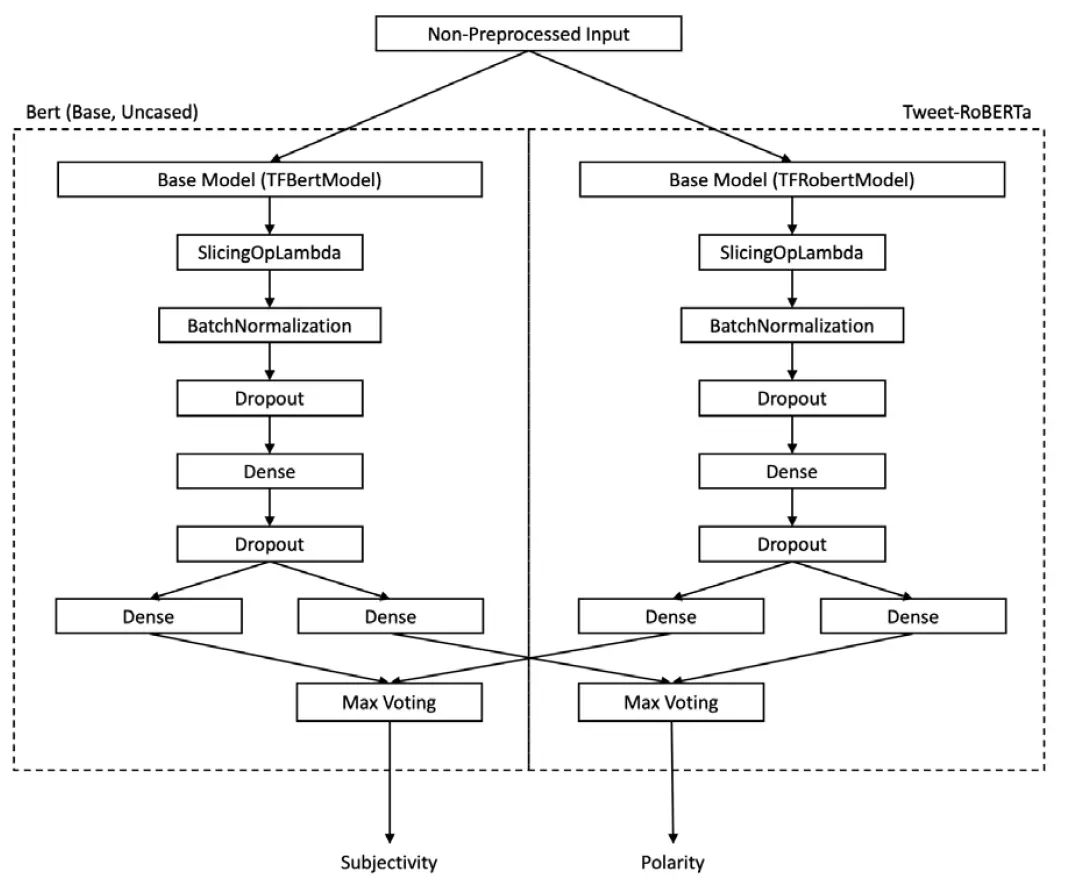 Non-Preprocessed Input
Bert (Base, Uncased)
Tweet-RoBERTa
Base Model (TFBertModel)
Base Model (TFRobertModel)
SlicingOpLambda
SlicingOpLambda
BatchNormalization
BatchNormalization
Dropout
Dropout
Dense
Dense
Dropout
Dropout
Dense
Dense
Dense
Dense
Max Voting
Max Voting
Subjectivity
Polarity